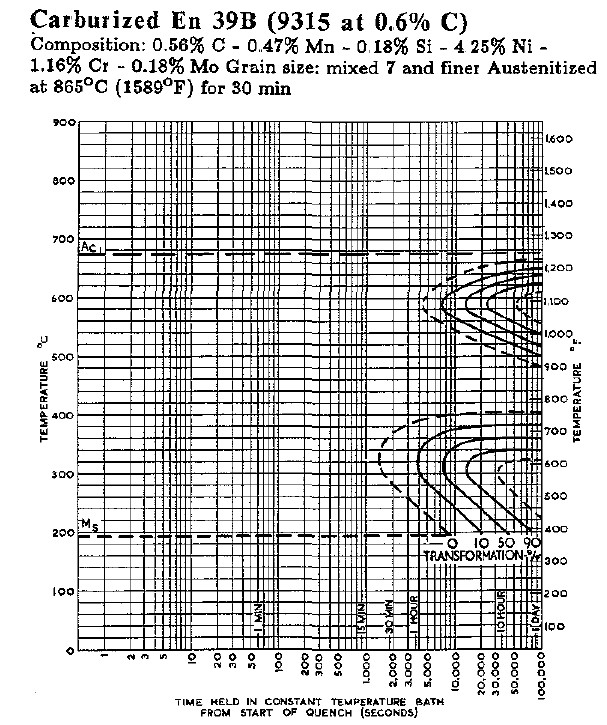 Carburized En 39B (9315 at 0.6% C)
Composition: 0.56% C - 0.47% Mn - 0.18% Si - 4 25% Ni -
1.16% Cr - 0.18% Mo Grain size: mixed 7 and finer Austenitized
at 865°C (1589°F) for 30 min
900
800
700
600
500
400
300
200
100
0
TEMPERATURE °C
1,600
1,500
1,400
1,300
1,200
1,100
1,000
900
800
700
600
500
400
300
200
100
TEMPERATURE °F
Ac1
Ms
0 10 50 90
TRANSFORMATION-%
1 MIN
15 MIN
30 MIN
1 HOUR
10 HOUR
1 DAY
1 2 3 5 10 20 30 50 100 200 300 500 1,000 2,000 3,000 5,000 10,000 20,000 30,000 50,000 100,000
TIME HELD IN CONSTANT TEMPERATURE BATH
FROM START OF QUENCH (SECONDS)